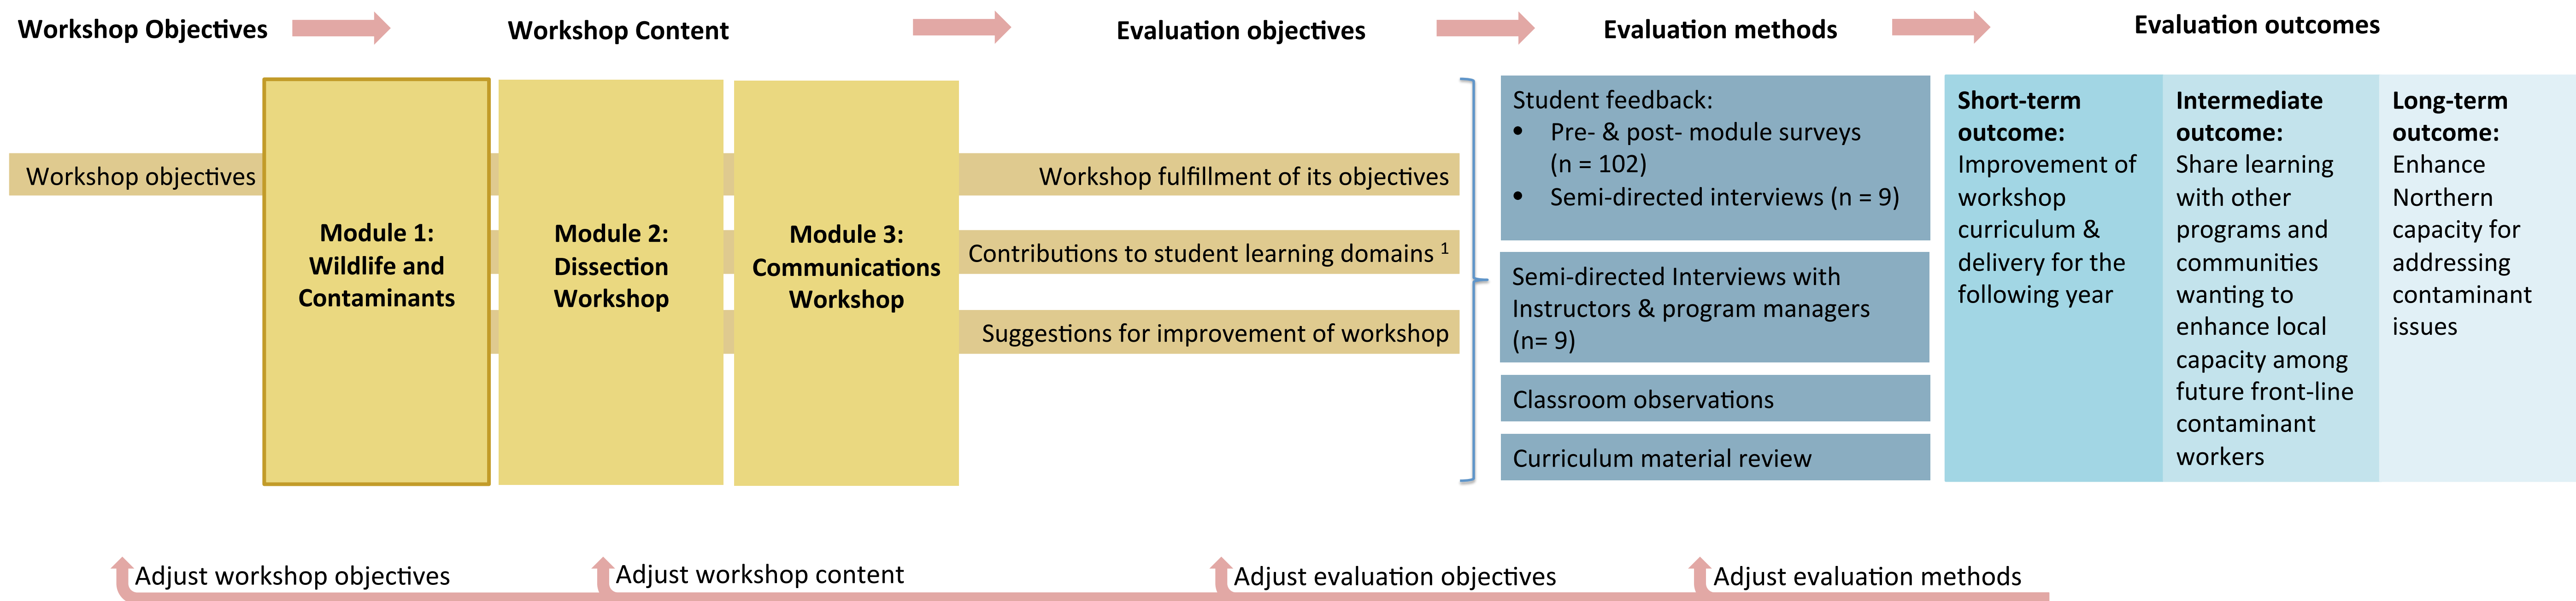 Workshop Objectives
Workshop Content
Evaluation objectives
Evaluation methods
Evaluation outcomes
Workshop objectives
Module 1:
Wildlife and
Contaminants
Module 2:
Dissection
Workshop
Module 3:
Communications
Workshop
Workshop fulfillment of its objectives
Contributions to student learning domains ¹
Suggestions for improvement of workshop
Student feedback:
• Pre- & post- module surveys
(n = 102)
• Semi-directed interviews (n = 9)
Semi-directed Interviews with
Instructors & program managers
(n= 9)
Classroom observations
Curriculum material review
Short-term
outcome:
Improvement of
workshop
curriculum &
delivery for the
following year
Intermediate
outcome:
Share learning
with other
programs and
communities
wanting to
enhance local
capacity among
future front-line
contaminant
workers
Long-term
outcome:
Enhance
Northern
capacity for
addressing
contaminant
issues
Adjust workshop objectives
Adjust workshop content
Adjust evaluation objectives
Adjust evaluation methods